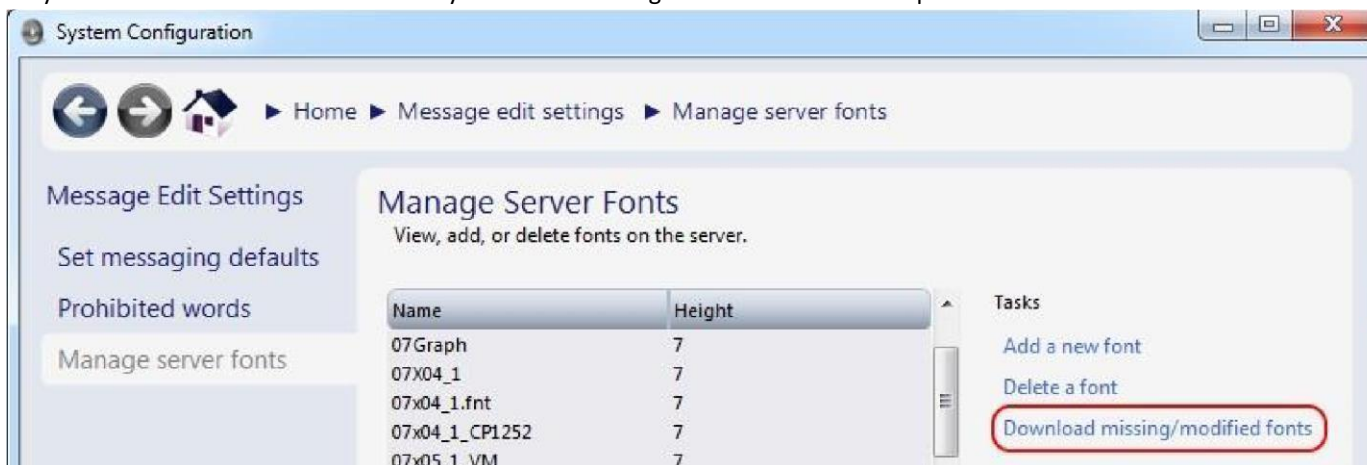 System Configuration
Home ▶ Message edit settings ▶ Manage server fonts
Message Edit Settings
Set messaging defaults
Prohibited words
Manage server fonts
Manage Server Fonts
View, add, or delete fonts on the server.
Name Height
07Graph 7
07X04_1 7
07x04_1.fnt 7
07x04_1_CP1252 7
07x05_1_VM 7
Tasks
Add a new font
Delete a font
Download missing/modified fonts